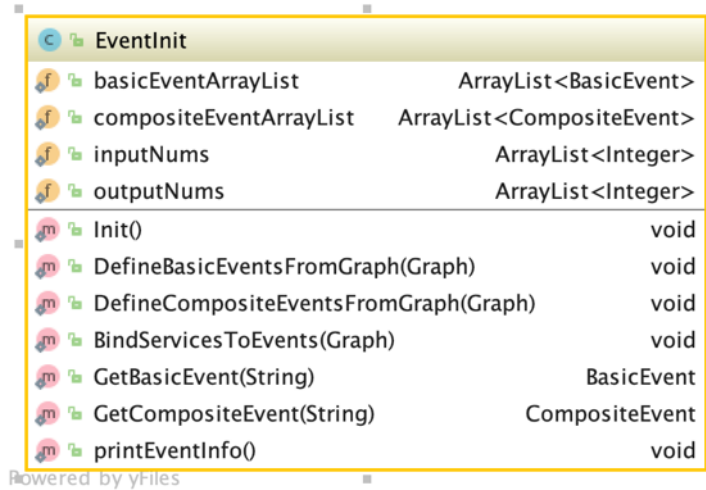 EventInit
basicEventArrayList ArrayList<BasicEvent>
compositeEventArrayList ArrayList<CompositeEvent>
inputNums ArrayList<Integer>
outputNums ArrayList<Integer>
Init() void
DefineBasicEventsFromGraph(Graph) void
DefineCompositeEventsFromGraph(Graph) void
BindServicesToEvents(Graph) void
GetBasicEvent(String) BasicEvent
GetCompositeEvent(String) CompositeEvent
printEventInfo() void
Powered by yFiles